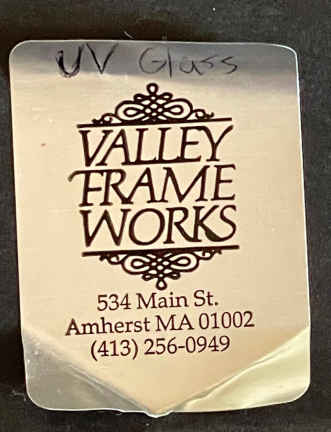 UV Glass
VALLEY
FRAME
WORKS
534 Main St.
Amherst MA 01002
(413) 256-0949